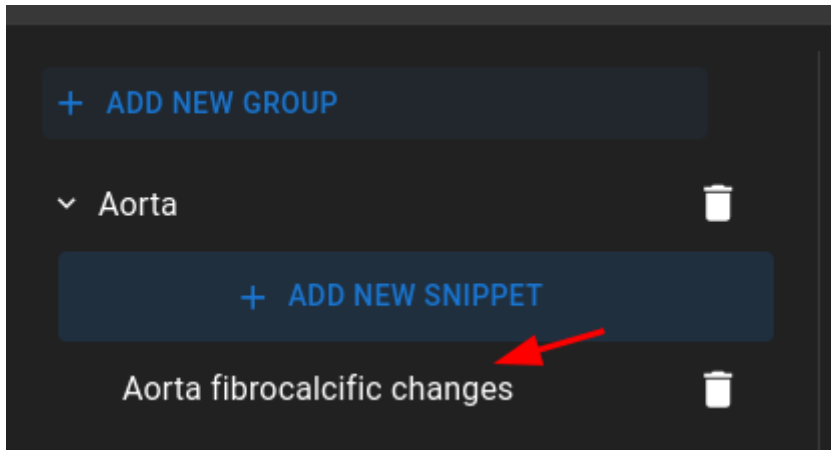 + ADD NEW GROUP
Aorta
+ ADD NEW SNIPPET
Aorta fibrocalcific changes